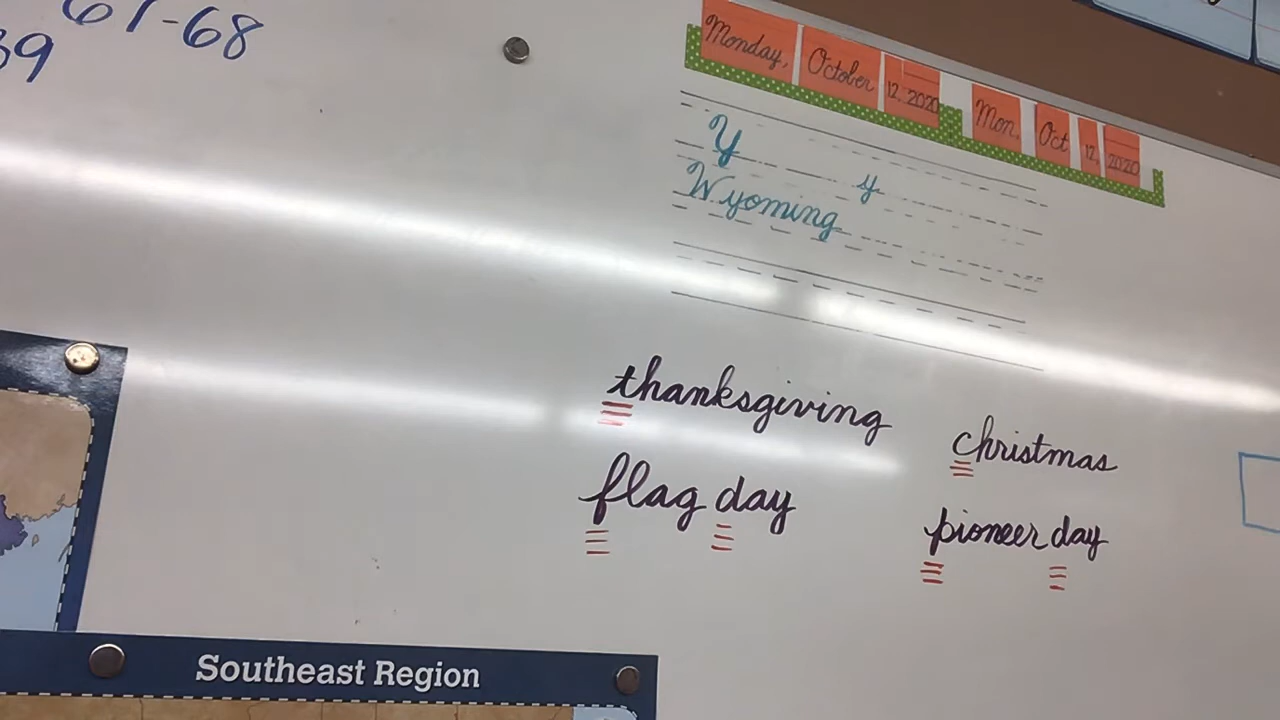 67-68
39
Monday, October 12, 2020 Mon. Oct 12, 2020
Y y
Wyoming
thanksgiving christmas
flag day pioneer day
Southeast Region